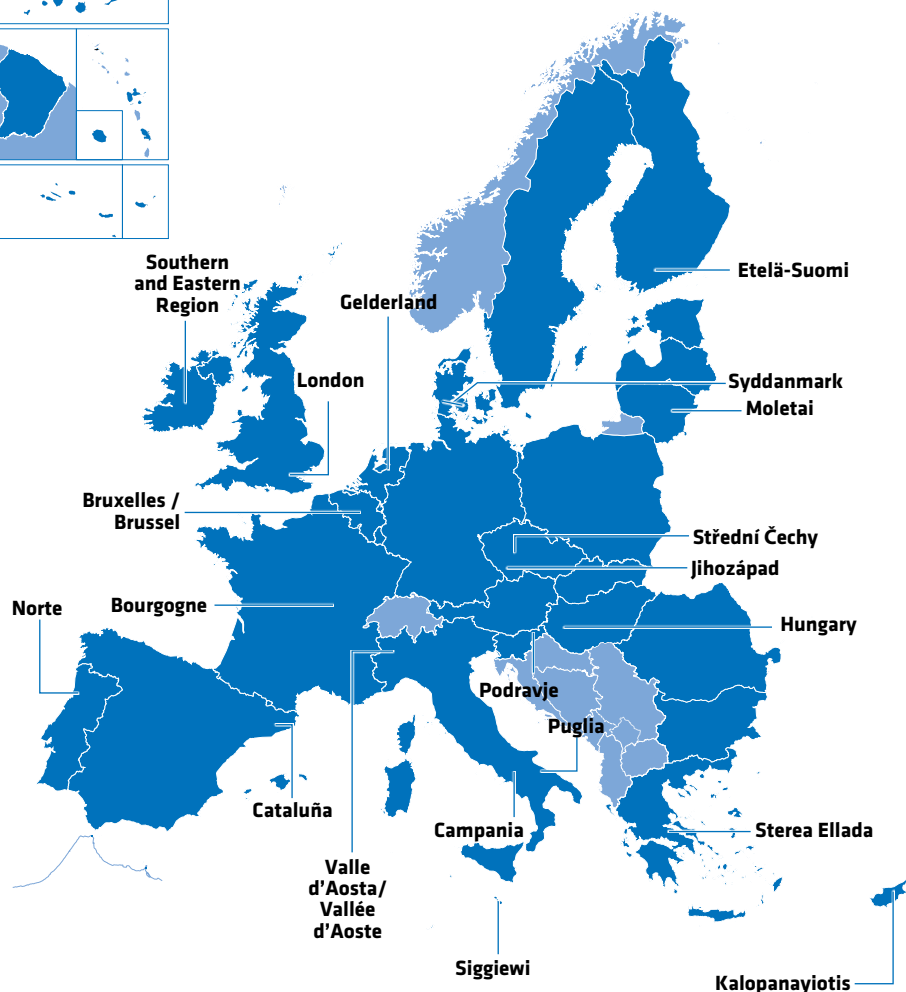 Southern
and Eastern
Region
Gelderland
Etelä-Suomi
London
Syddanmark
Moletai
Bruxelles /
Brussel
Střední Čechy
Jihozápad
Norte
Bourgogne
Hungary
Podravje
Puglia
Cataluña
Campania
Sterea Ellada
Valle
d’Aosta/
Vallée
d’Aoste
Siggiewi
Kalopanayiotis